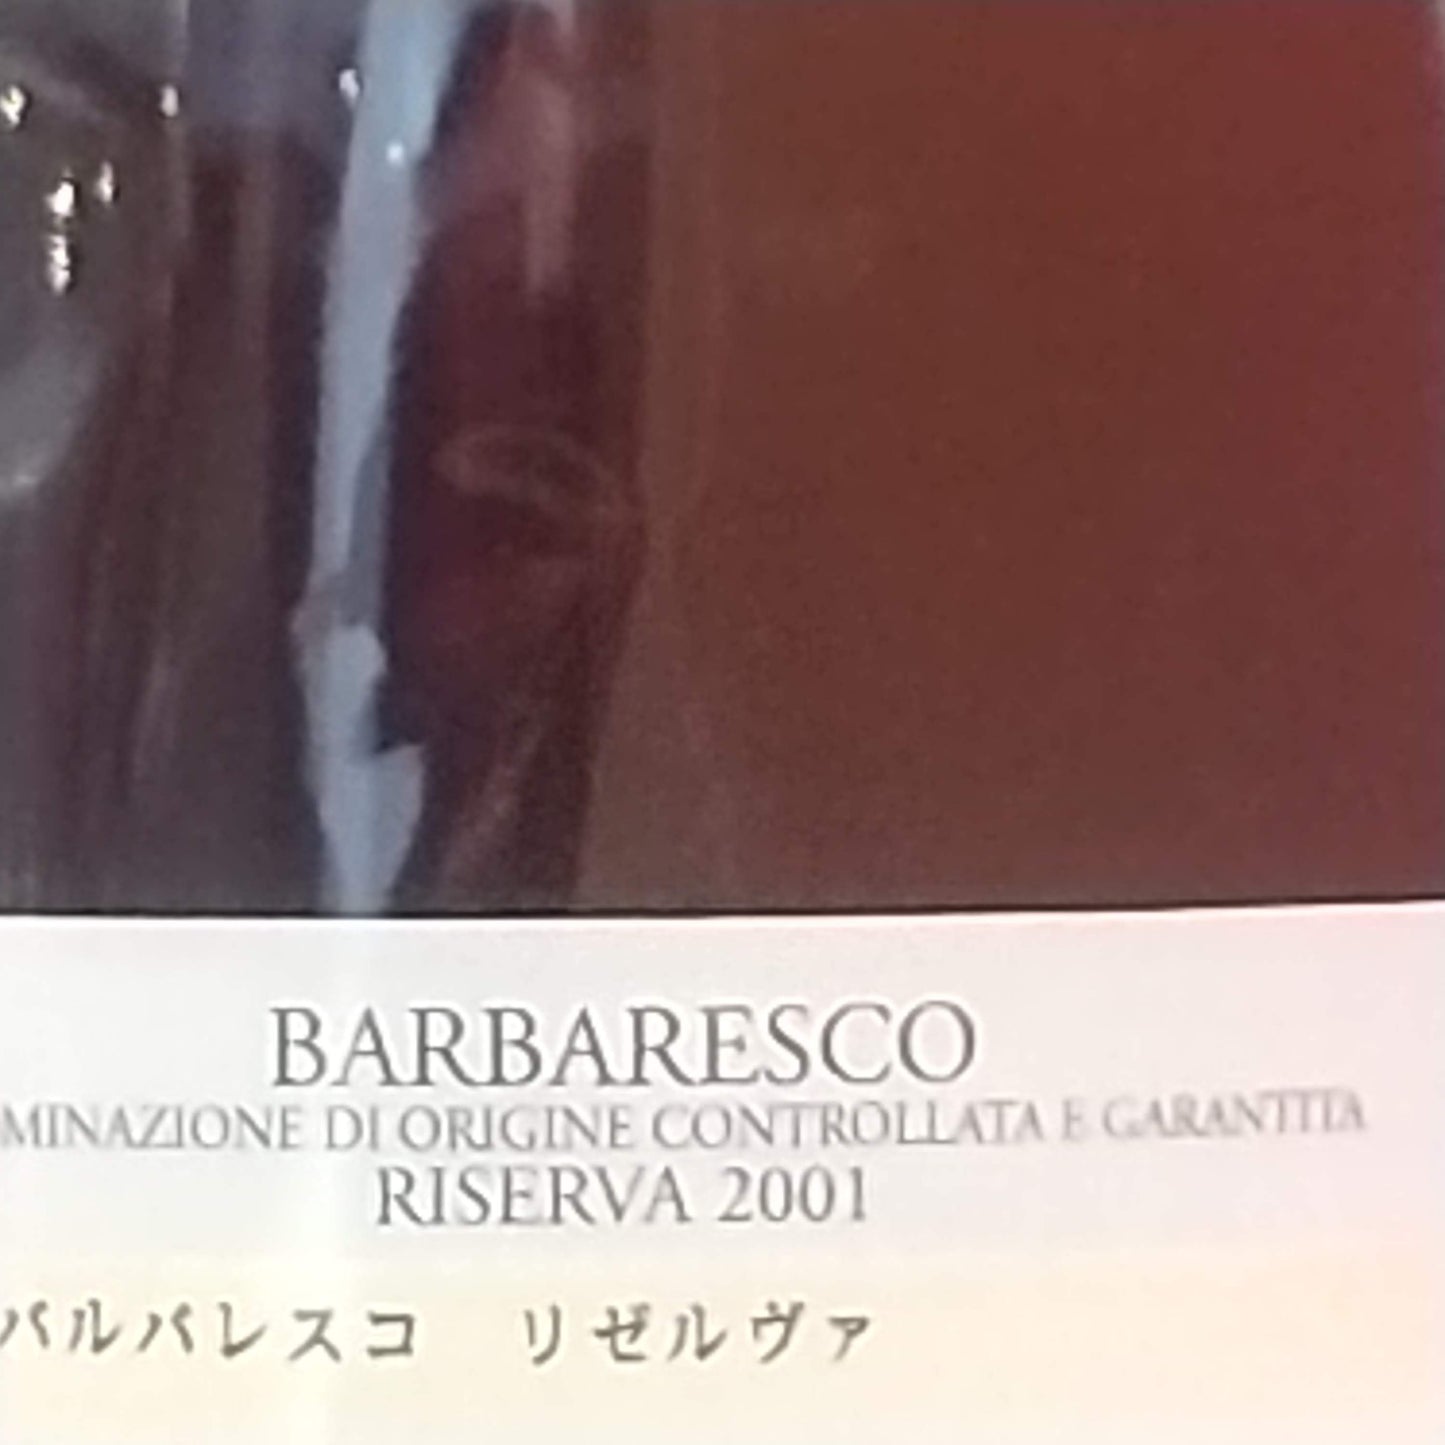 BARBARESCO
MINAZIONE DI ORIGINE CONTROLLATA E GARANTITA
RISERVA 2001
バルバレスコ リゼルヴァ